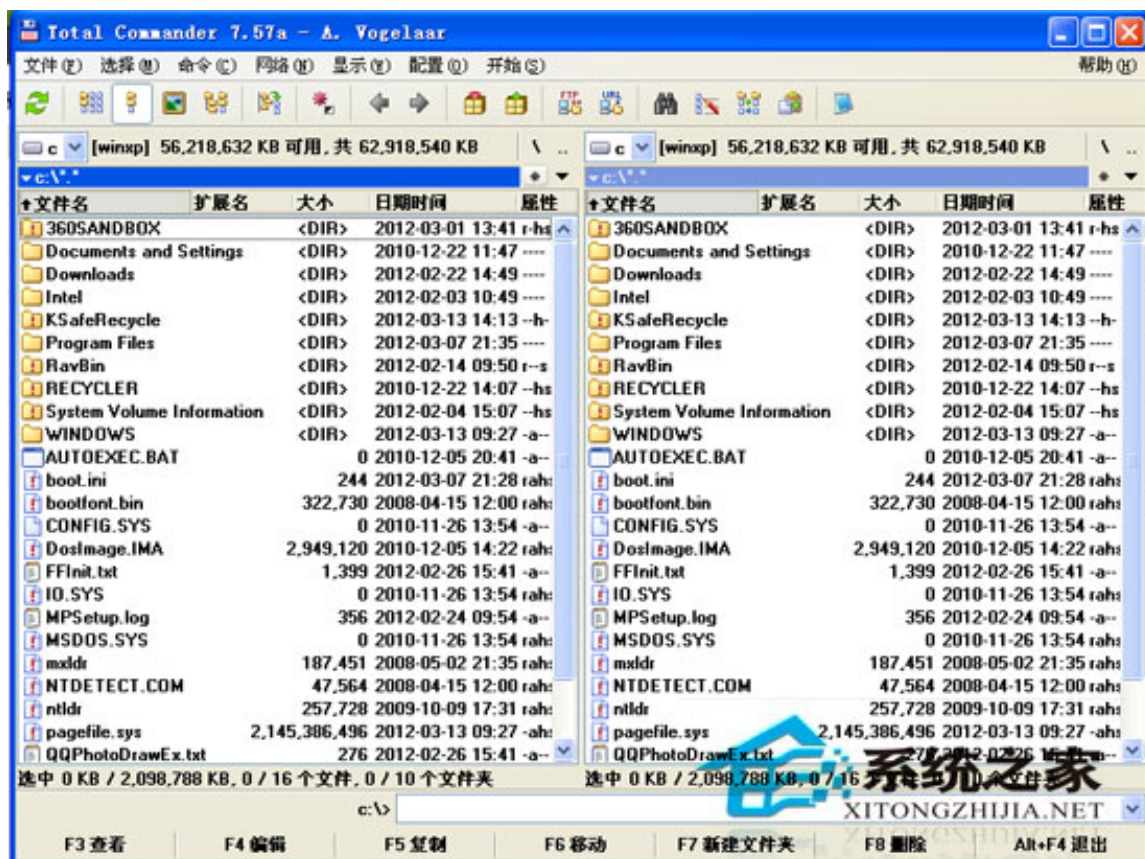 Total Commander 7.57a - A. Vogelaar
文件(F) 选择(M) 命令(C) 网络(N) 显示(V) 配置(O) 开始(S) 帮助(H)
FTP URL
c [winxp] 56,218,632 KB 可用, 共 62,918,540 KB \ .. c [winxp] 56,218,632 KB 可用, 共 62,918,540 KB \ ..
c:\*.* * c:\*.* *
文件名 扩展名 大小 日期时间 属性 文件名 扩展名 大小 日期时间 属性
360SANDBOX <DIR> 2012-03-01 13:41 r-hs 360SANDBOX <DIR> 2012-03-01 13:41 r-hs
Documents and Settings <DIR> 2010-12-22 11:47 ---- Documents and Settings <DIR> 2010-12-22 11:47 ----
Downloads <DIR> 2012-02-22 14:49 ---- Downloads <DIR> 2012-02-22 14:49 ----
Intel <DIR> 2012-02-03 10:49 ---- Intel <DIR> 2012-02-03 10:49 ----
KSafeRecycle <DIR> 2012-03-13 14:13 --h- KSafeRecycle <DIR> 2012-03-13 14:13 --h-
Program Files <DIR> 2012-03-07 21:35 ---- Program Files <DIR> 2012-03-07 21:35 ----
RavBin <DIR> 2012-02-14 09:50 r--s RavBin <DIR> 2012-02-14 09:50 r--s
RECYCLER <DIR> 2010-12-22 14:07 --hs RECYCLER <DIR> 2010-12-22 14:07 --hs
System Volume Information <DIR> 2012-02-04 15:07 --hs System Volume Information <DIR> 2012-02-04 15:07 --hs
WINDOWS <DIR> 2012-03-13 09:27 -a-- WINDOWS <DIR> 2012-03-13 09:27 -a--
AUTOEXEC.BAT 0 2010-12-05 20:41 -a-- AUTOEXEC.BAT 0 2010-12-05 20:41 -a--
boot.ini 244 2012-03-07 21:28 rahs boot.ini 244 2012-03-07 21:28 rahs
bootfont.bin 322,730 2008-04-15 12:00 rahs bootfont.bin 322,730 2008-04-15 12:00 rahs
CONFIG.SYS 0 2010-11-26 13:54 -a-- CONFIG.SYS 0 2010-11-26 13:54 -a--
DosImage.IMA 2,949,120 2010-12-05 14:22 rahs DosImage.IMA 2,949,120 2010-12-05 14:22 rahs
FFInit.txt 1,399 2012-02-26 15:41 -a-- FFInit.txt 1,399 2012-02-26 15:41 -a--
IO.SYS 0 2010-11-26 13:54 rahs IO.SYS 0 2010-11-26 13:54 rahs
MPSetup.log 356 2012-02-24 09:54 -a-- MPSetup.log 356 2012-02-24 09:54 -a--
MSDOS.SYS 0 2010-11-26 13:54 rahs MSDOS.SYS 0 2010-11-26 13:54 rahs
mxldr 187,451 2008-05-02 21:35 rahs mxldr 187,451 2008-05-02 21:35 rahs
NTDETECT.COM 47,564 2008-04-15 12:00 rahs NTDETECT.COM 47,564 2008-04-15 12:00 rahs
ntldr 257,728 2009-10-09 17:31 rahs ntldr 257,728 2009-10-09 17:31 rahs
pagefile.sys 2,145,386,496 2012-03-13 09:27 -ahs pagefile.sys 2,145,386,496 2012-03-13 09:27 -ahs
QQPhotoDrawEx.txt 276 2012-02-26 15:41 -a-- QQPhotoDrawEx.txt
选中 0 KB / 2,098,788 KB, 0 / 16 个文件, 0 / 10 个文件夹 选中 0 KB / 2,098,788 KB, 0 / 16
系统之家
XITONGZHIJIA.NET
c:\>
F3 查看 F4 编辑 F5 复制 F6 移动 F7 新建文件夹 F8 删除 Alt+F4 退出